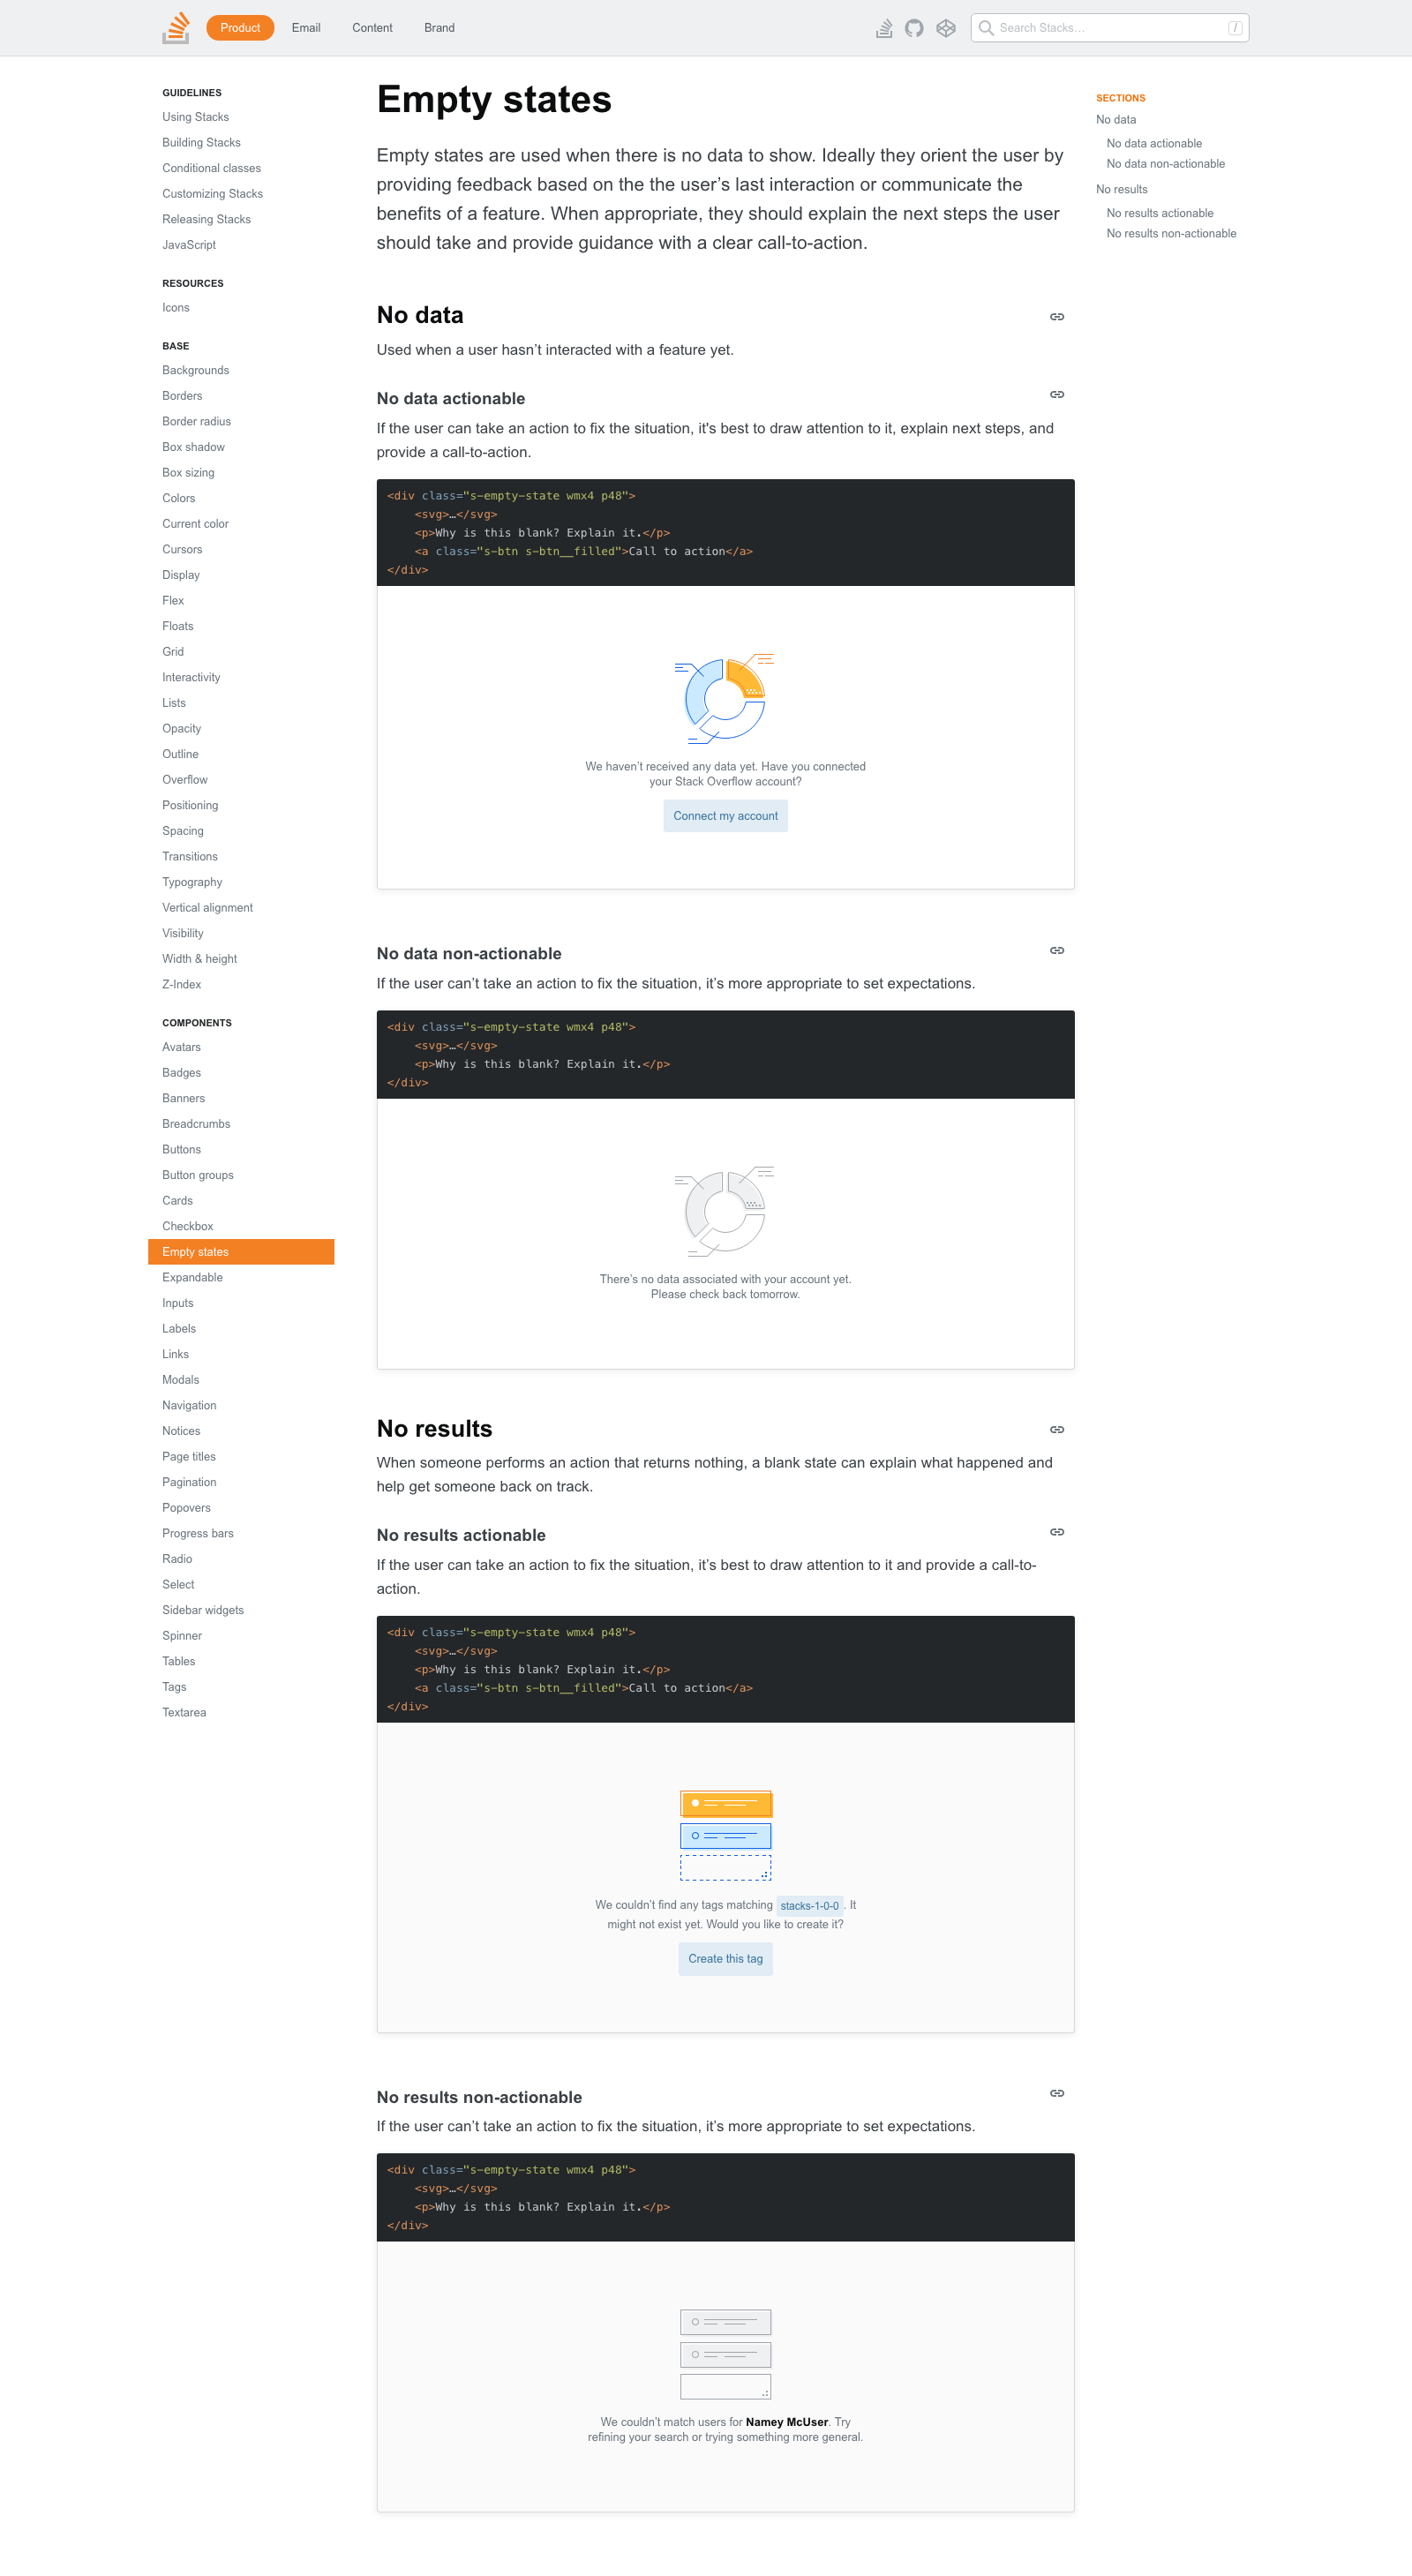 Product
Email
Content
Brand
Search Stacks…
/
GUIDELINES
Using Stacks
Building Stacks
Conditional classes
Customizing Stacks
Releasing Stacks
JavaScript
RESOURCES
Icons
BASE
Backgrounds
Borders
Border radius
Box shadow
Box sizing
Colors
Current color
Cursors
Display
Flex
Floats
Grid
Interactivity
Lists
Opacity
Outline
Overflow
Positioning
Spacing
Transitions
Typography
Vertical alignment
Visibility
Width & height
Z-Index
COMPONENTS
Avatars
Badges
Banners
Breadcrumbs
Buttons
Button groups
Cards
Checkbox
Empty states
Expandable
Inputs
Labels
Links
Modals
Navigation
Notices
Page titles
Pagination
Popovers
Progress bars
Radio
Select
Sidebar widgets
Spinner
Tables
Tags
Textarea
Empty states
Empty states are used when there is no data to show. Ideally they orient the user by
providing feedback based on the the user’s last interaction or communicate the
benefits of a feature. When appropriate, they should explain the next steps the user
should take and provide guidance with a clear call-to-action.
No data
Used when a user hasn’t interacted with a feature yet.
No data actionable
If the user can take an action to fix the situation, it's best to draw attention to it, explain next steps, and
provide a call-to-action.
<div class="s-empty-state wmx4 p48">
    <svg>…</svg>
    <p>Why is this blank? Explain it.</p>
    <a class="s-btn s-btn__filled">Call to action</a>
</div>
We haven’t received any data yet. Have you connected
your Stack Overflow account?
Connect my account
No data non-actionable
If the user can’t take an action to fix the situation, it’s more appropriate to set expectations.
<div class="s-empty-state wmx4 p48">
    <svg>…</svg>
    <p>Why is this blank? Explain it.</p>
</div>
There’s no data associated with your account yet.
Please check back tomorrow.
No results
When someone performs an action that returns nothing, a blank state can explain what happened and
help get someone back on track.
No results actionable
If the user can take an action to fix the situation, it’s best to draw attention to it and provide a call-to-
action.
<div class="s-empty-state wmx4 p48">
    <svg>…</svg>
    <p>Why is this blank? Explain it.</p>
    <a class="s-btn s-btn__filled">Call to action</a>
</div>
We couldn’t find any tags matching stacks-1-0-0. It
might not exist yet. Would you like to create it?
Create this tag
No results non-actionable
If the user can’t take an action to fix the situation, it’s more appropriate to set expectations.
<div class="s-empty-state wmx4 p48">
    <svg>…</svg>
    <p>Why is this blank? Explain it.</p>
</div>
We couldn’t match users for Namey McUser. Try
refining your search or trying something more general.
SECTIONS
No data
No data actionable
No data non-actionable
No results
No results actionable
No results non-actionable